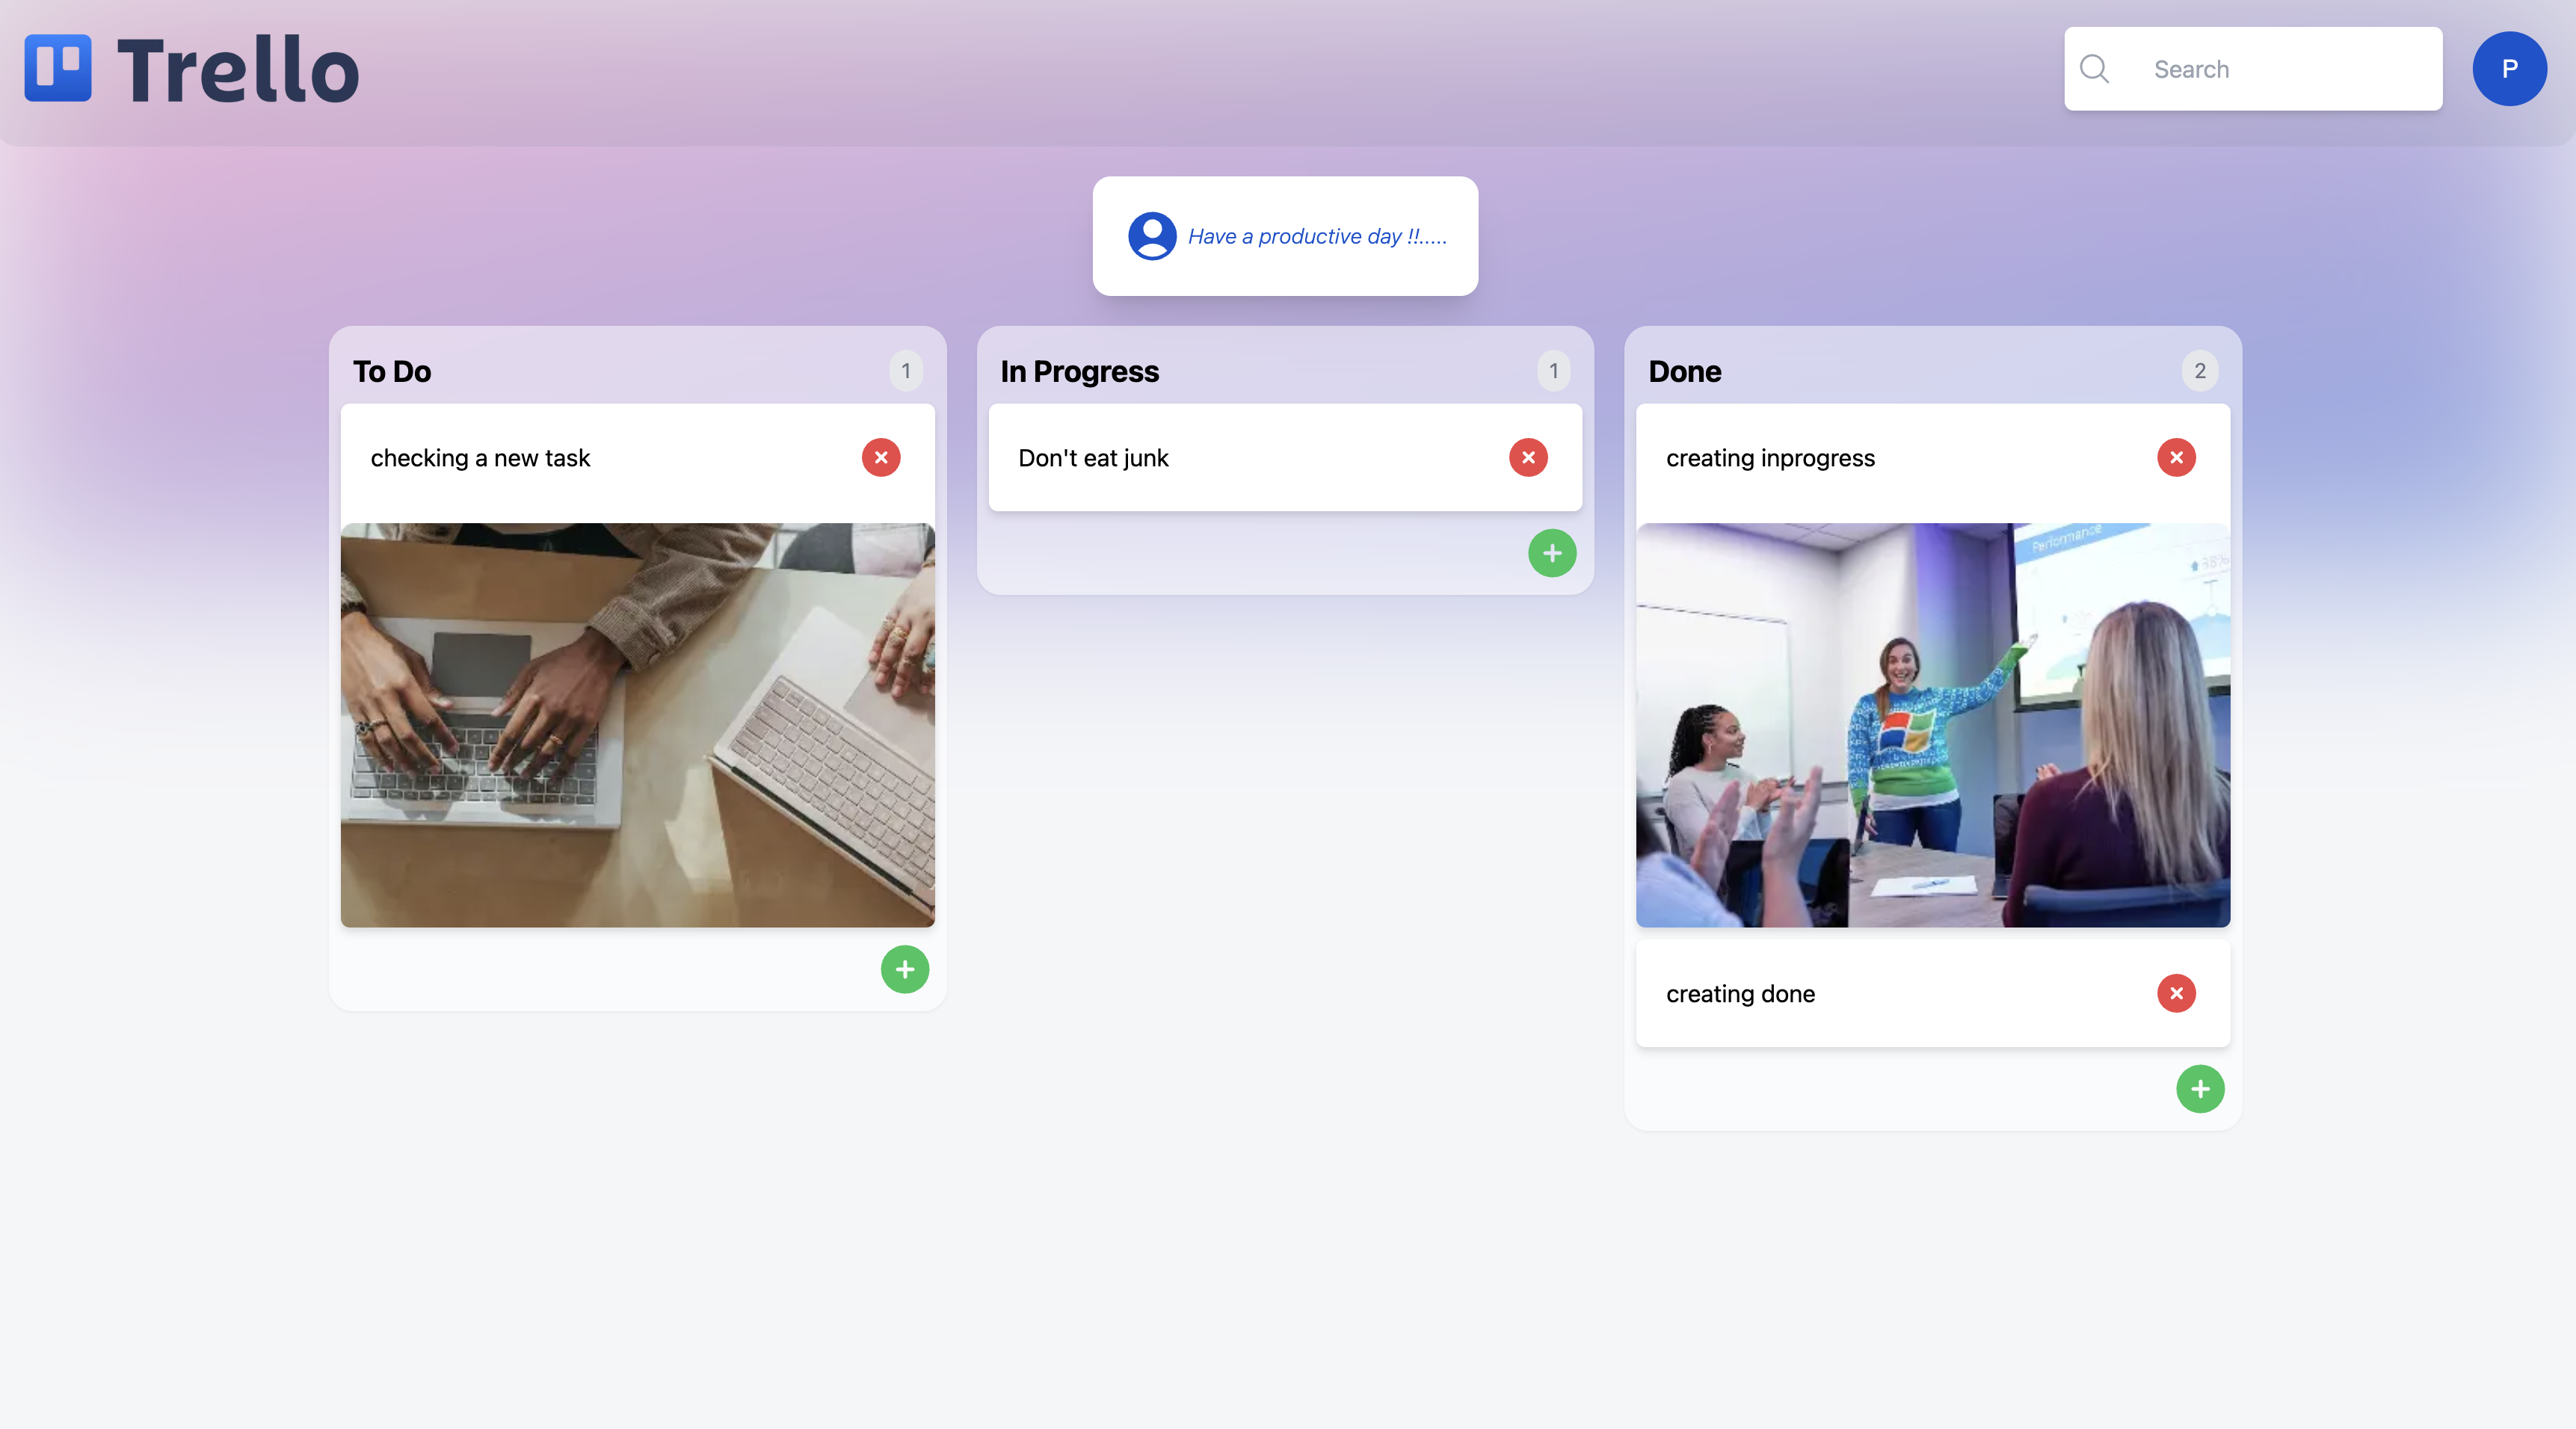 Trello
Search
P
Have a productive day !!.....
To Do
1
In Progress
1
Done
2
checking a new task
Don't eat junk
creating inprogress
Performance
creating done